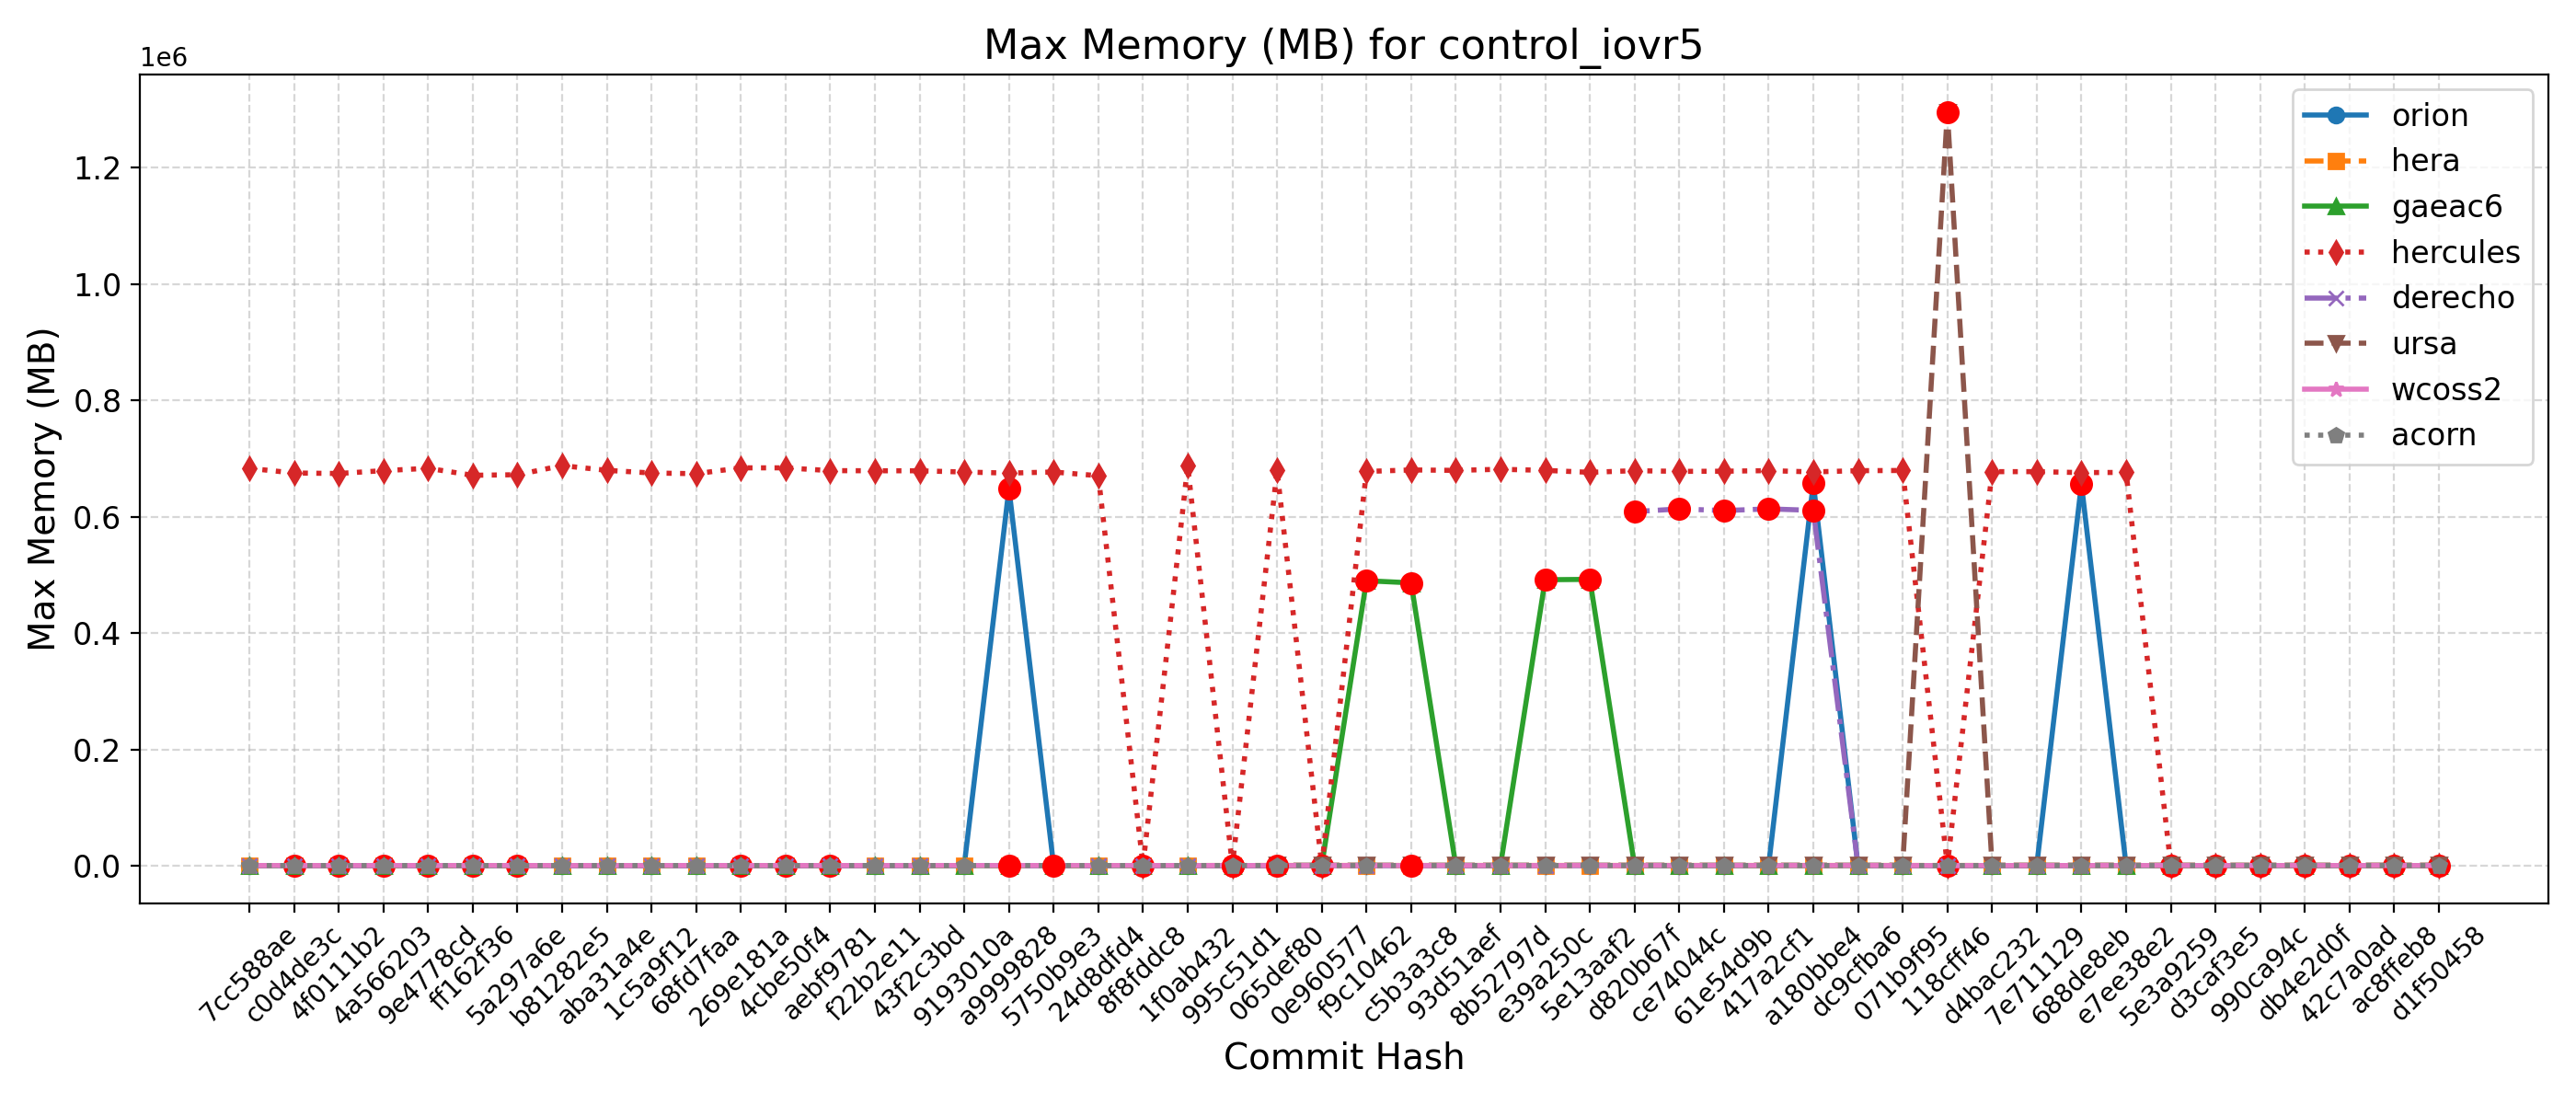 Max Memory (MB) for control_iovr5
1e6
Max Memory (MB)
1.2
1.0
0.8
0.6
0.4
0.2
0.0
orion
hera
gaeac6
hercules
derecho
ursa
wcoss2
acorn
7cc588ae
c0d4de3c
4f0111b2
4a566203
9e4778cd
ff162f36
5a297a6e
b81282e5
aba31a4e
1c5a9f12
68fd7faa
269e181a
4cbe50f4
aebf9781
f22b2e11
43f2c3bd
9193010a
a9999828
5750b9e3
24d8dfd4
8f8fddc8
1f0ab432
995c51d1
065def80
0e960577
f9c10462
c5b3a3c8
93d51aef
8b52797d
e39a250c
5e13aaf2
d820b67f
ce74044c
61e54d9b
417a2cf1
a180bbe4
dc9cfba6
071b9f95
118cff46
d4bac232
7e711129
688de8eb
e7ee38e2
5e3a9259
d3caf3e5
990ca94c
db4e2d0f
42c7a0ad
ac8ffeb8
d1f50458
Commit Hash